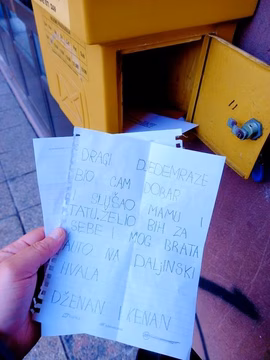 DRAGI DJEDEMRAZE
BIO SAM DOBAR
SLUŠAO MAMU I
TATU.ŽELIO BIH ZA
SEBE I MOG BRATA
AUTO NA DALJINSKI
HVALA
DŽENAN I KENAN